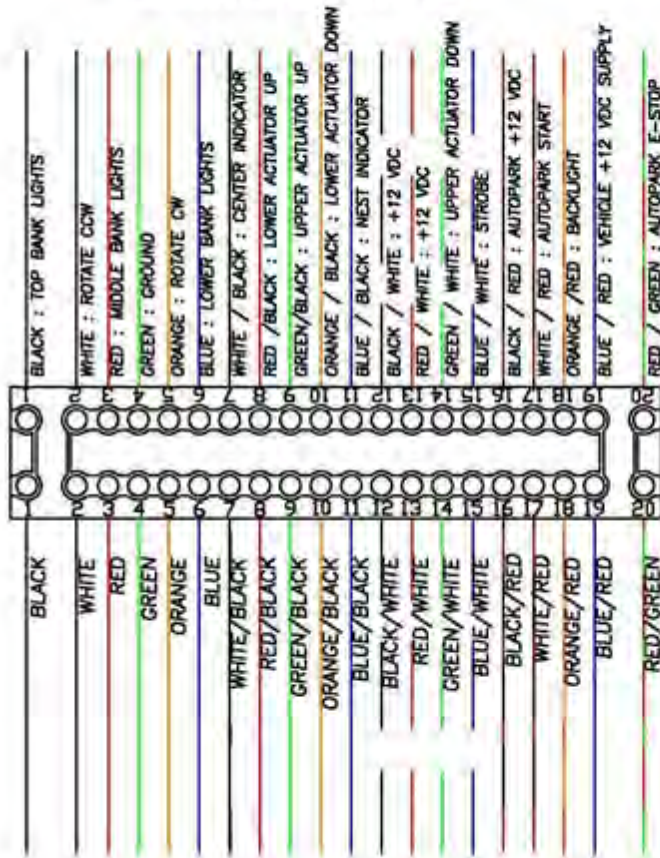 BLACK : TOP BANK LIGHTS
WHITE : ROTATE CCW
RED : MIDDLE BANK LIGHTS
GREEN : GROUND
ORANGE : ROTATE CW
BLUE : LOWER BANK LIGHTS
WHITE / BLACK : CENTER INDICATOR
RED /BLACK : LOWER ACTUATOR UP
GREEN/BLACK : UPPER ACTUATOR UP
ORANGE / BLACK : LOWER ACTUATOR DOWN
BLUE / BLACK : NEST INDICATOR
BLACK / WHITE : +12 VDC
RED / WHITE : +12 VDC
GREEN / WHITE : UPPER ACTUATOR DOWN
BLUE / WHITE : STROBE
BLACK / RED : AUTOPARK +12 VDC
WHITE / RED : AUTOPARK START
ORANGE /RED : BACKLIGHT
BLUE / RED : VEHICLE +12 VDC SUPPLY
RED / GREEN : AUTOPARK E-STOP
1 2 3 4 5 6 7 8 9 10 11 12 13 14 15 16 17 18 19 20
1 2 3 4 5 6 7 8 9 10 11 12 13 14 15 16 17 18 19 20
BLACK
WHITE
RED
GREEN
ORANGE
BLUE
WHITE/BLACK
RED/BLACK
GREEN/BLACK
ORANGE/BLACK
BLUE/BLACK
BLACK/WHITE
RED/WHITE
GREEN/WHITE
BLUE/WHITE
BLACK/RED
WHITE/RED
ORANGE/RED
BLUE/RED
RED/GREEN